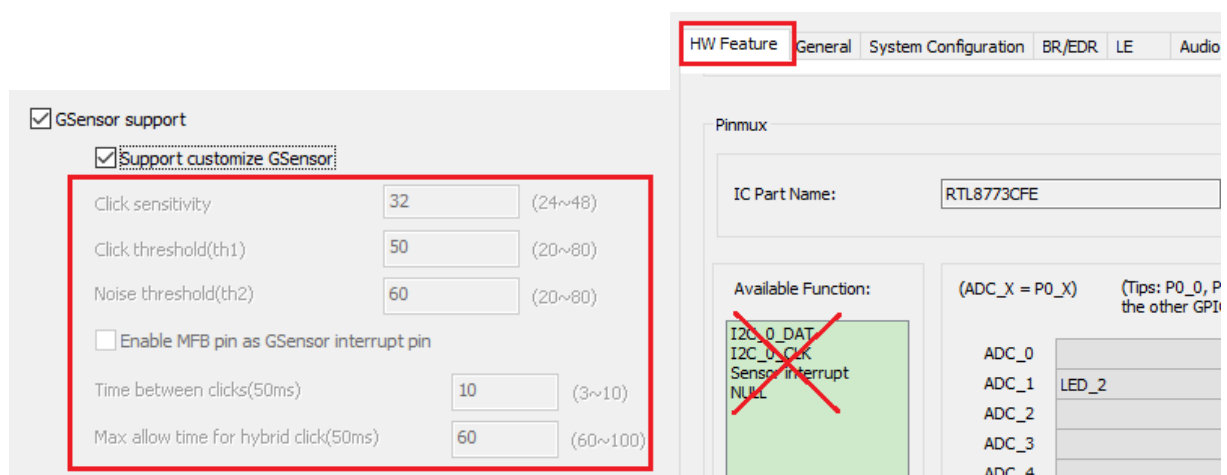 HW Feature General System Configuration BR/EDR LE Audio
GSensor support
Support customize GSensor
Click sensitivity 32 (24~48)
Click threshold(th1) 50 (20~80)
Noise threshold(th2) 60 (20~80)
Enable MFB pin as GSensor interrupt pin
Time between clicks(50ms) 10 (3~10)
Max allow time for hybrid click(50ms) 60 (60~100)
Pinmux
IC Part Name: RTL8773CFE
Available Function:
I2C_0_DAT
I2C_0_CLK
Sensor interrupt
NULL
(ADC_X = P0_X) (Tips: P0_0, P
the other GPI
ADC_0
ADC_1 LED_2
ADC_2
ADC_3
ADC_4